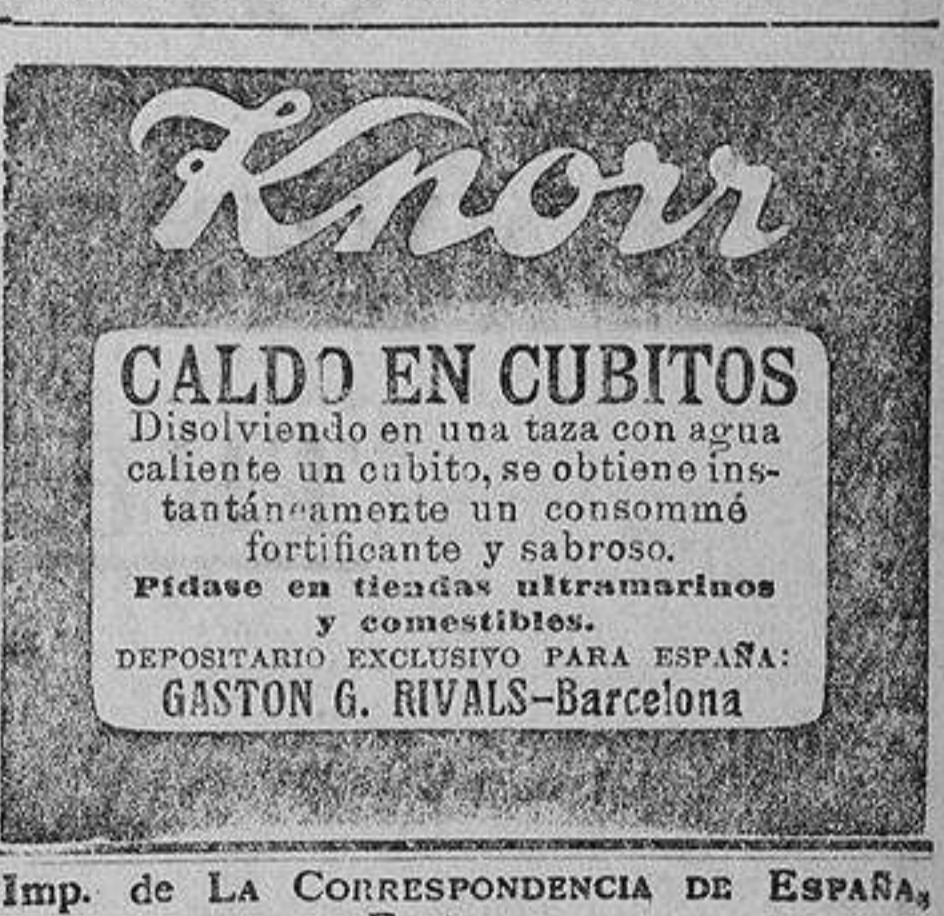 Knorr
CALDO EN CUBITOS
Disolviendo en una taza con agua
caliente un cubito, se obtiene ins-
tantáneamente un consommé
fortificante y sabroso.
Pídase en tiendas ultramarinos
y comestibles.
DEPOSITARIO EXCLUSIVO PARA ESPAÑA:
GASTON G. RIVALS-Barcelona
Imp. de LA CORRESPONDENCIA DE ESPAÑA,